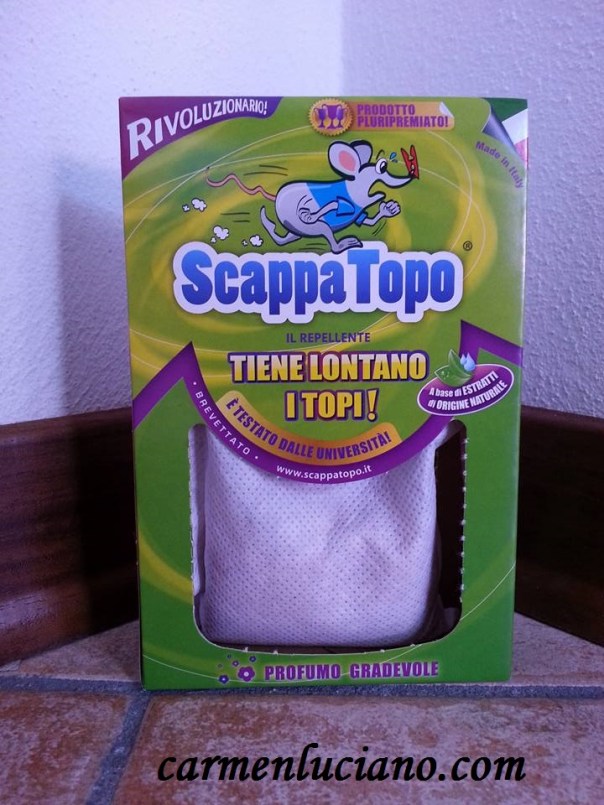 RIVOLUZIONARIO!
PRODOTTO
PLURIPREMIATO!
Made in Italy
ScappaTopo®
IL REPELLENTE
TIENE LONTANO
I TOPI!
A base di ESTRATTI
di ORIGINE NATURALE
È TESTATO DALLE UNIVERSITÀ!
• BREVETTATO •
www.scappatopo.it
PROFUMO GRADEVOLE
carmenluciano.com